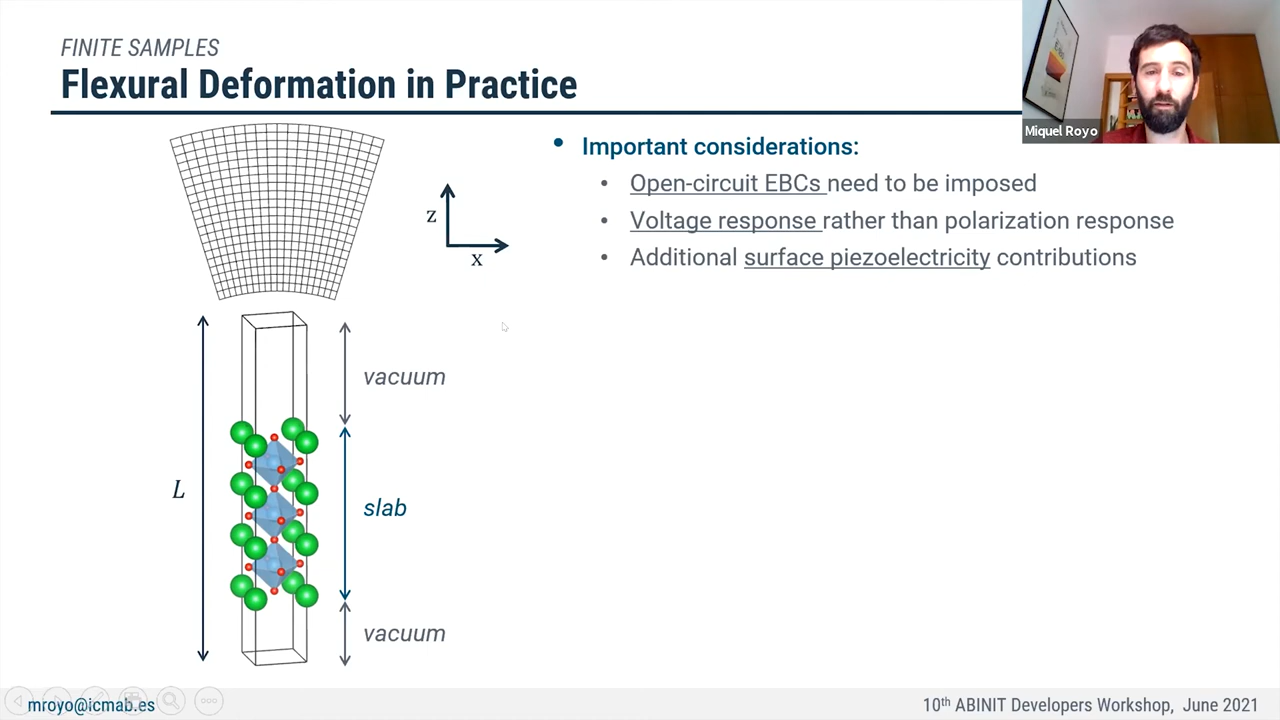 FINITE SAMPLES
Flexural Deformation in Practice
Miquel Royo
• Important considerations:
• Open-circuit EBCs need to be imposed
• Voltage response rather than polarization response
• Additional surface piezoelectricity contributions
z
x
vacuum
L
slab
vacuum
mroyo@icmab.es
10th ABINIT Developers Workshop, June 2021